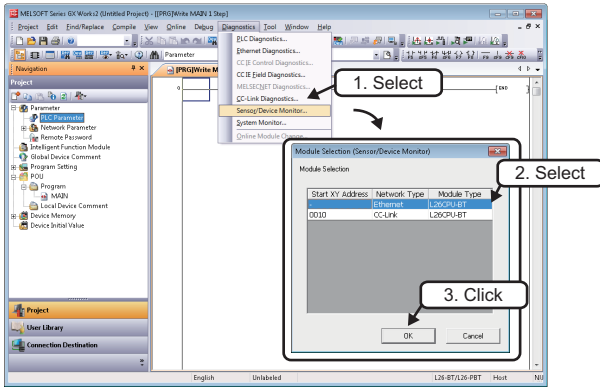 MELSOFT Series GX Works2 (Untitled Project) - [[PRG]Write MAIN 1 Step]
Project Edit Find/Replace Compile View Online Debug Diagnostics Tool Window Help
Parameter
Navigation
[PRG]Write M
Project
Parameter
PLC Parameter
Network Parameter
Remote Password
Intelligent Function Module
Global Device Comment
Program Setting
POU
Program
MAIN
Local Device Comment
Device Memory
Device Initial Value
Project
User Library
Connection Destination
PLC Diagnostics...
Ethernet Diagnostics...
CC IE Control Diagnostics...
CC IE Field Diagnostics...
MELSECNET Diagnostics...
CC-Link Diagnostics...
Sensor/Device Monitor...
System Monitor...
Online Module Change...
0
END
1. Select
Module Selection (Sensor/Device Monitor)
Module Selection
2. Select
Start XY Address Network Type Module Type
- Ethernet L26CPU-BT
0010 CC-Link L26CPU-BT
3. Click
OK Cancel
English Unlabeled L26-BT/L26-PBT Host NU